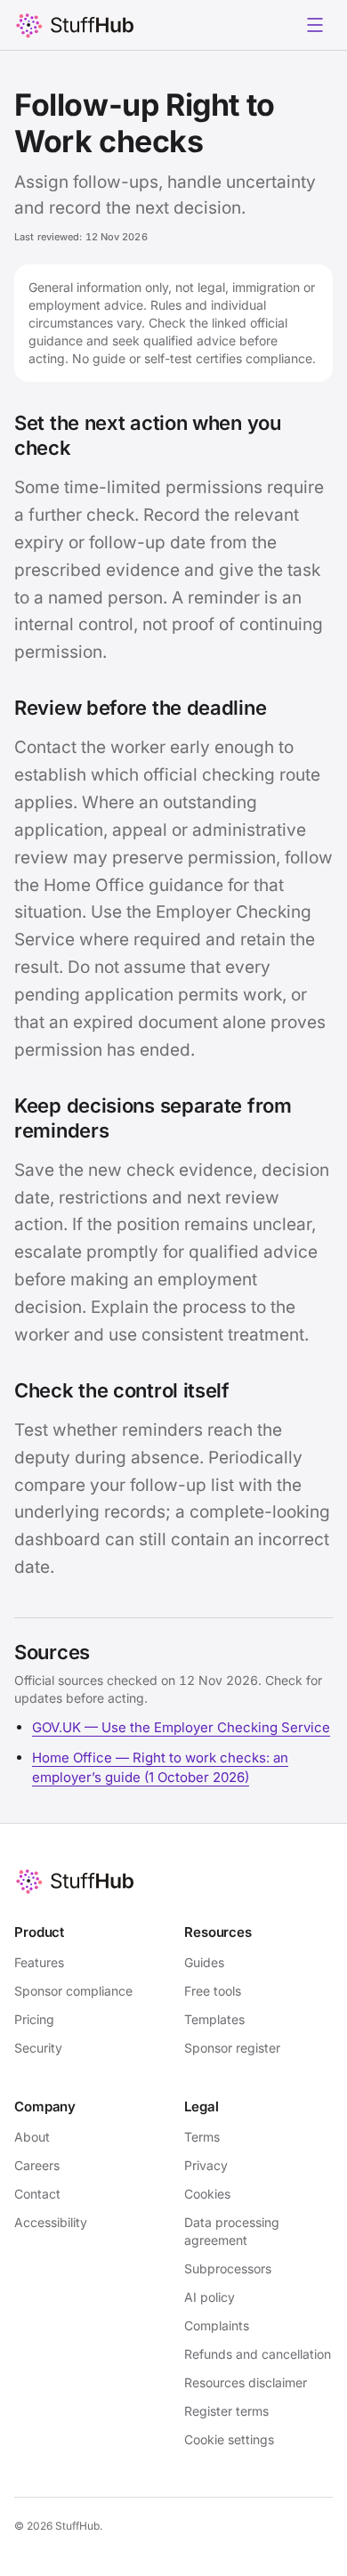 StuffHub
Follow-up Right to
Work checks
Assign follow-ups, handle uncertainty
and record the next decision.
Last reviewed: 12 Nov 2026
General information only, not legal, immigration or
employment advice. Rules and individual
circumstances vary. Check the linked official
guidance and seek qualified advice before
acting. No guide or self-test certifies compliance.
Set the next action when you
check
Some time-limited permissions require
a further check. Record the relevant
expiry or follow-up date from the
prescribed evidence and give the task
to a named person. A reminder is an
internal control, not proof of continuing
permission.
Review before the deadline
Contact the worker early enough to
establish which official checking route
applies. Where an outstanding
application, appeal or administrative
review may preserve permission, follow
the Home Office guidance for that
situation. Use the Employer Checking
Service where required and retain the
result. Do not assume that every
pending application permits work, or
that an expired document alone proves
permission has ended.
Keep decisions separate from
reminders
Save the new check evidence, decision
date, restrictions and next review
action. If the position remains unclear,
escalate promptly for qualified advice
before making an employment
decision. Explain the process to the
worker and use consistent treatment.
Check the control itself
Test whether reminders reach the
deputy during absence. Periodically
compare your follow-up list with the
underlying records; a complete-looking
dashboard can still contain an incorrect
date.
Sources
Official sources checked on 12 Nov 2026. Check for
updates before acting.
GOV.UK — Use the Employer Checking Service
Home Office — Right to work checks: an
employer’s guide (1 October 2026)
StuffHub
Product
Features
Sponsor compliance
Pricing
Security
Resources
Guides
Free tools
Templates
Sponsor register
Company
About
Careers
Contact
Accessibility
Legal
Terms
Privacy
Cookies
Data processing
agreement
Subprocessors
AI policy
Complaints
Refunds and cancellation
Resources disclaimer
Register terms
Cookie settings
© 2026 StuffHub.